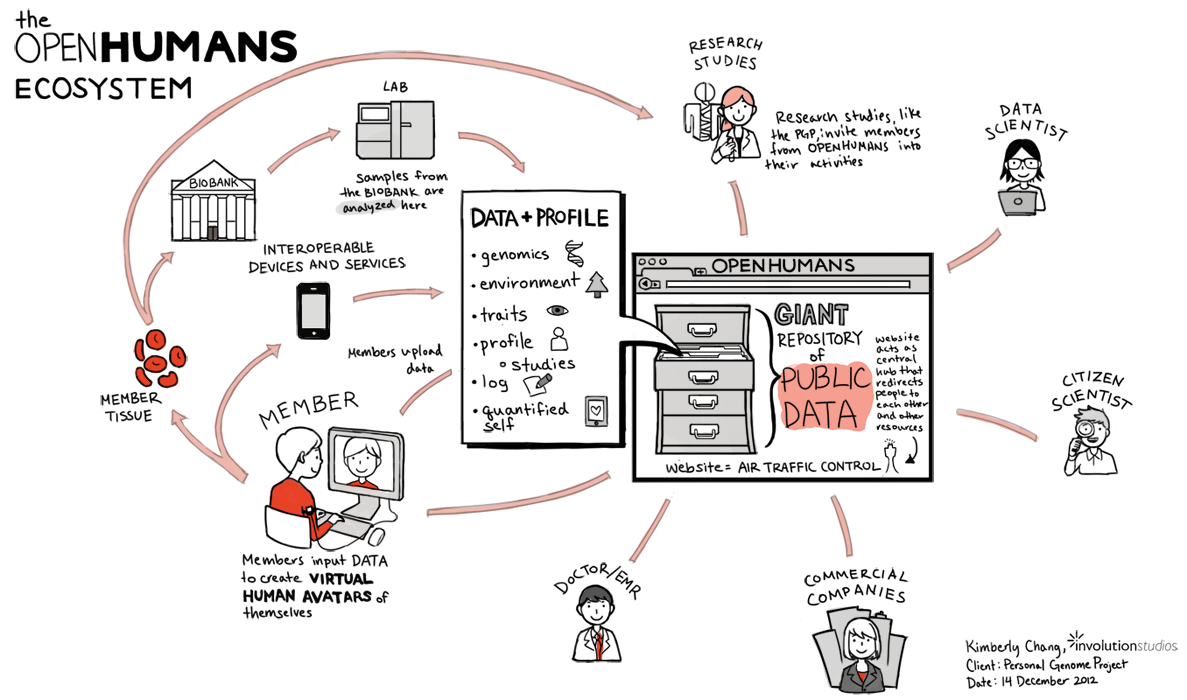 the
OPENHUMANS
ECOSYSTEM
LAB
Samples from
the BIOBANK are
analyzed here
BIOBANK
INTEROPERABLE
DEVICES AND SERVICES
MEMBER
TISSUE
Members upload
data
MEMBER
Members input DATA
to create VIRTUAL
HUMAN AVATARS of
themselves
DATA + PROFILE
• genomics
• environment
• traits
• profile
° studies
• log
• quantified
self
OPENHUMANS
GIANT
REPOSITORY
of
PUBLIC
DATA
website
acts as
central
hub that
redirects
people to
each other
and other
resources
website = AIR TRAFFIC CONTROL
RESEARCH
STUDIES
Research studies, like
the PGP, invite members
from OPENHUMANS into
their activities
DATA
SCIENTIST
CITIZEN
SCIENTIST
DOCTOR/EMR
COMMERCIAL
COMPANIES
Kimberly Chang, involutionstudios
Client: Personal Genome Project
Date: 14 December 2012